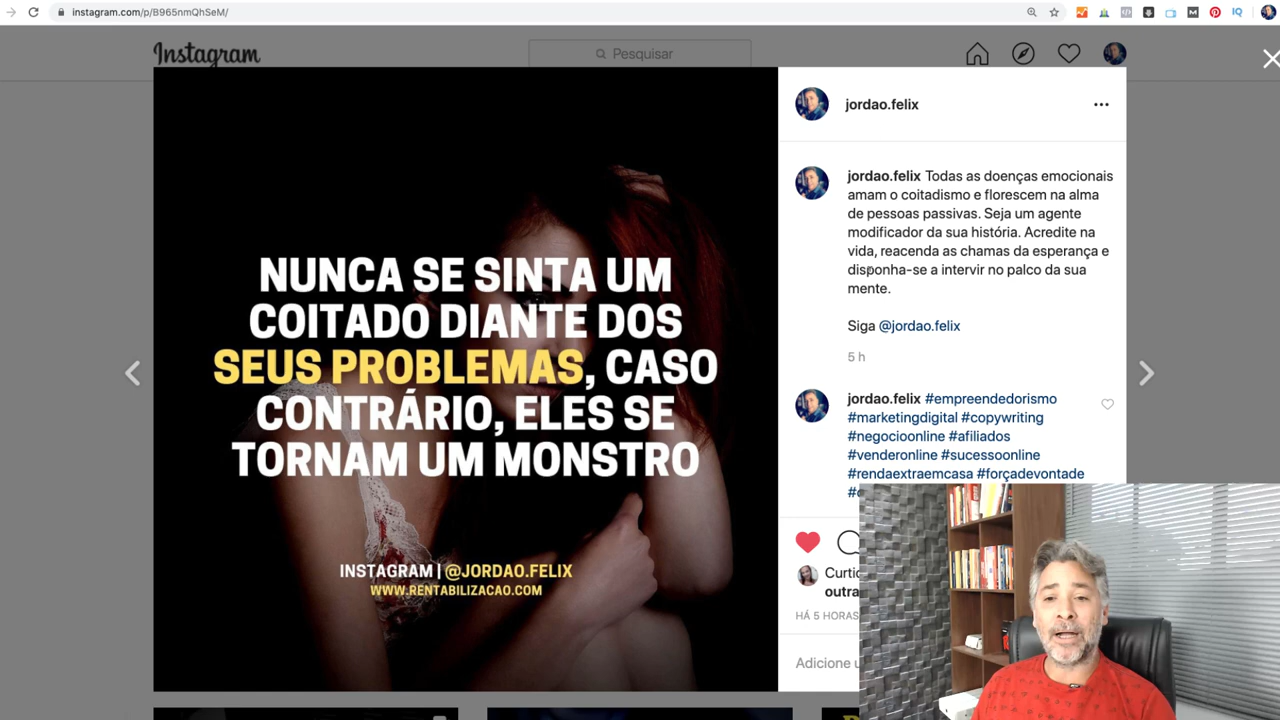 instagram.com/p/B965nmQhSeM/
Instagram
Pesquisar
NUNCA SE SINTA UM
COITADO DIANTE DOS
SEUS PROBLEMAS, CASO
CONTRÁRIO, ELES SE
TORNAM UM MONSTRO
INSTAGRAM | @JORDAO.FELIX
WWW.RENTABILIZACAO.COM
jordao.felix
jordao.felix Todas as doenças emocionais
amam o coitadismo e florescem na alma
de pessoas passivas. Seja um agente
modificador da sua história. Acredite na
vida, reacenda as chamas da esperança e
disponha-se a intervir no palco da sua
mente.
Siga @jordao.felix
5 h
jordao.felix #empreendedorismo
#marketingdigital #copywriting
#negocioonline #afiliados
#venderonline #sucessoonline
#rendaextraemcasa #forçadevontade
outra
HÁ 5 HORAS
Adicione